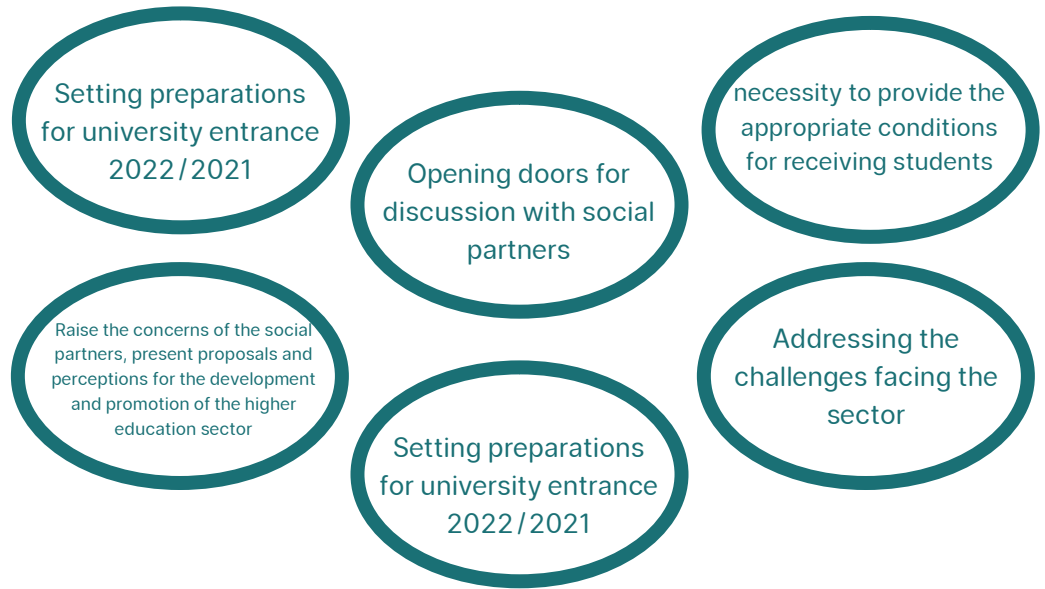 Setting preparations
for university entrance
2022/2021
Opening doors for
discussion with social
partners
necessity to provide the
appropriate conditions
for receiving students
Raise the concerns of the social
partners, present proposals and
perceptions for the development
and promotion of the higher
education sector
Setting preparations
for university entrance
2022/2021
Addressing the
challenges facing the
sector